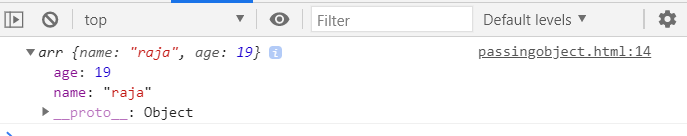 top Filter Default levels
arr {name: "raja", age: 19} i passingobject.html:14
age: 19
name: "raja"
__proto__: Object